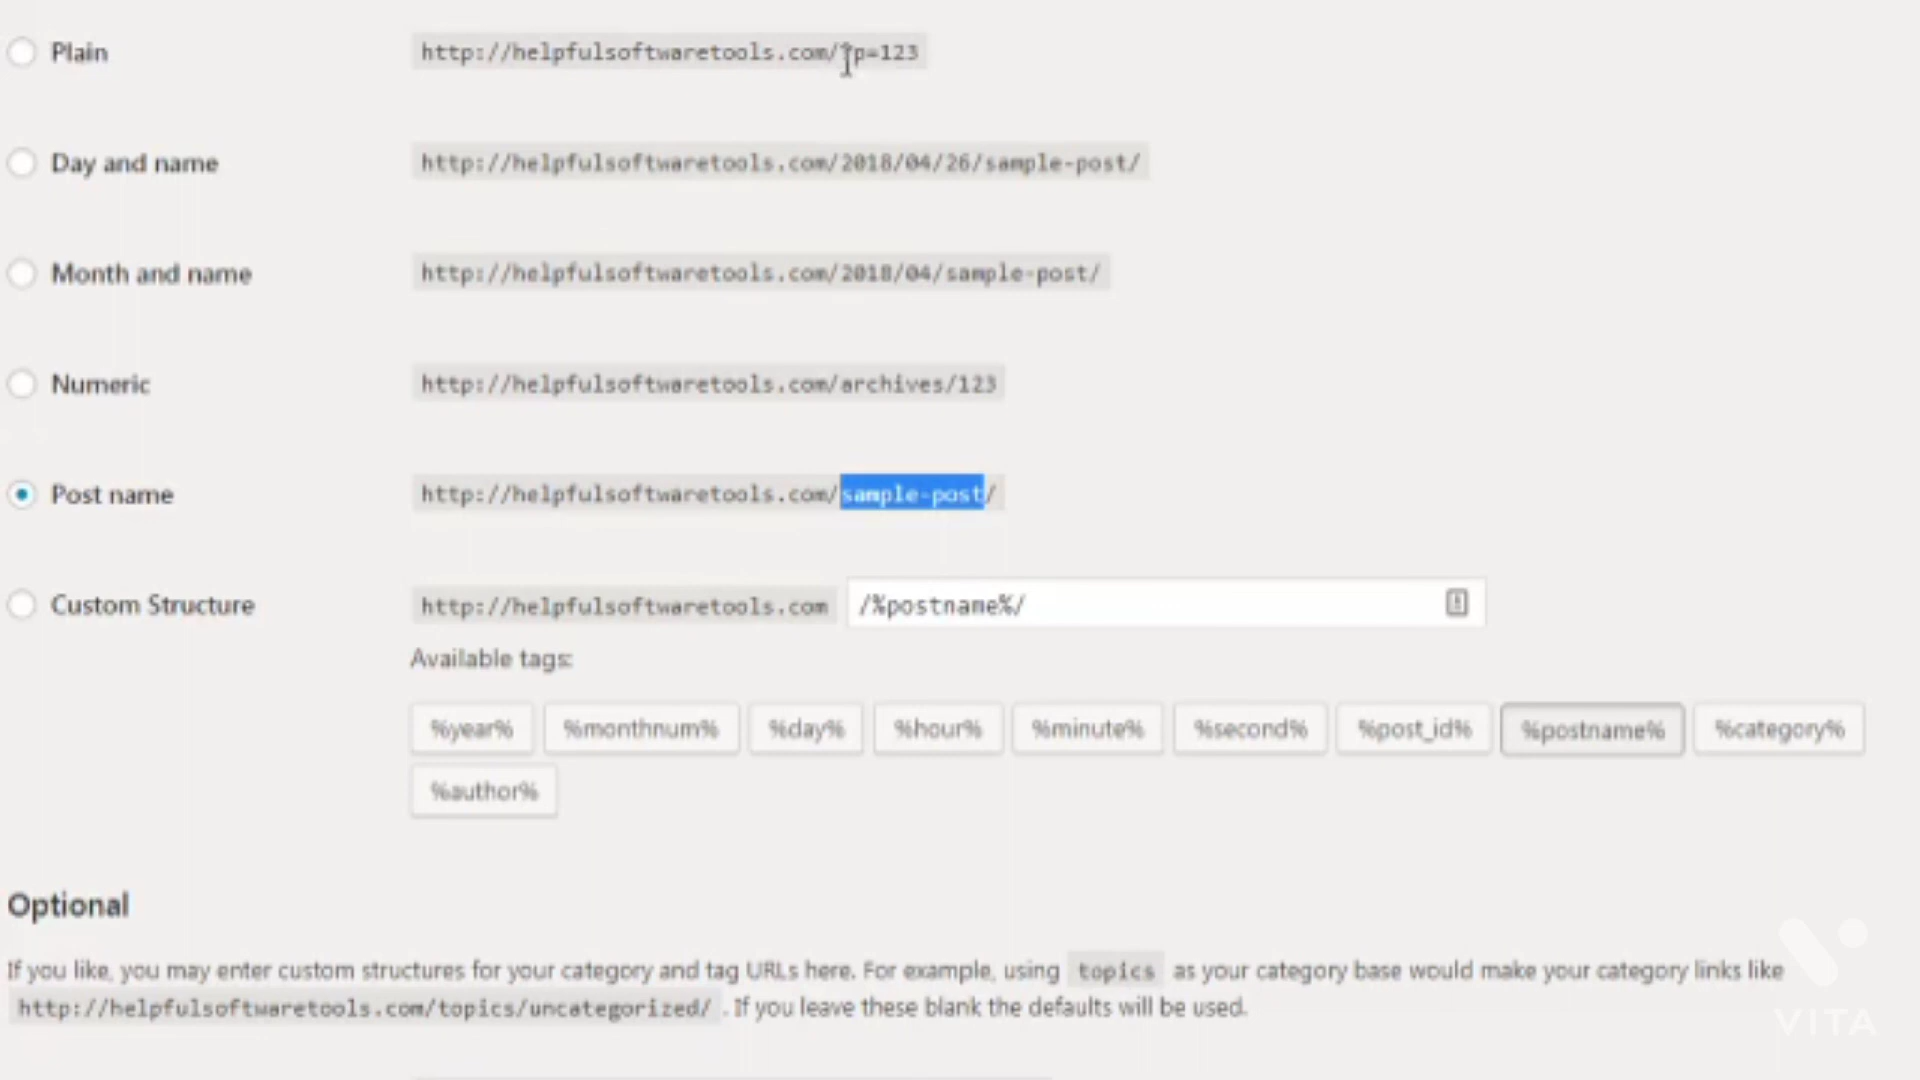 Plain http://helpfulsoftwaretools.com/?p=123
Day and name http://helpfulsoftwaretools.com/2018/04/26/sample-post/
Month and name http://helpfulsoftwaretools.com/2018/04/sample-post/
Numeric http://helpfulsoftwaretools.com/archives/123
Post name http://helpfulsoftwaretools.com/sample-post/
Custom Structure http://helpfulsoftwaretools.com /%postname%/
Available tags:
%year% %monthnum% %day% %hour% %minute% %second% %post_id% %postname% %category%
%author%
Optional
If you like, you may enter custom structures for your category and tag URLs here. For example, using topics as your category base would make your category links like
http://helpfulsoftwaretools.com/topics/uncategorized/ . If you leave these blank the defaults will be used.
VITA